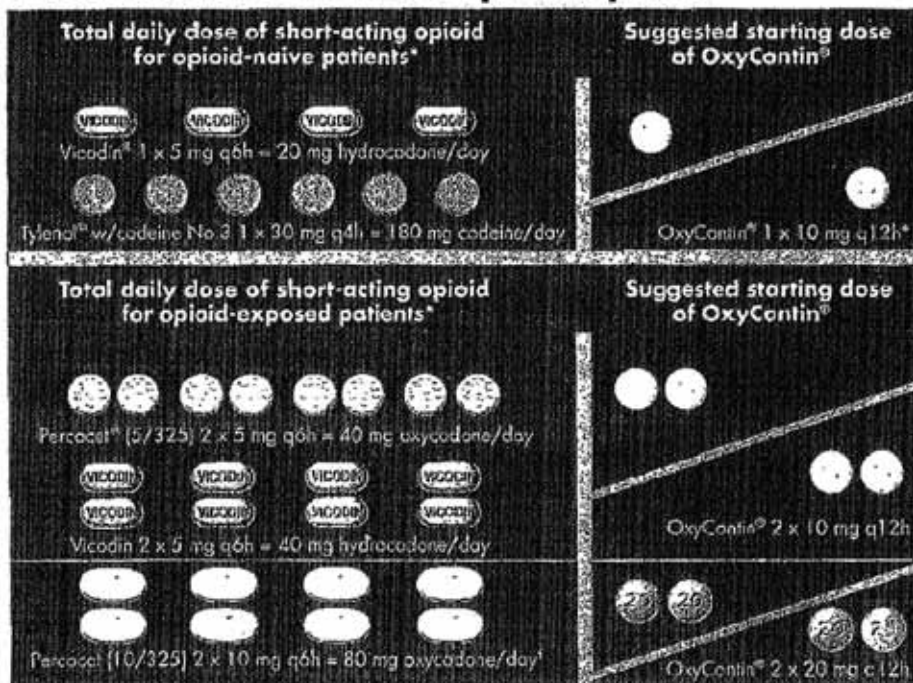 Total daily dose of short-acting opioid
for opioid-naive patients*
Suggested starting dose
of OxyContin®
VICODIN VICODIN VICODIN VICODIN
Vicodin® 1 x 5 mg q6h = 20 mg hydrocodone/day
Tylenol® w/codeine No.3 1 x 30 mg q4h = 180 mg codeine/day
OxyContin® 1 x 10 mg q12h*
Total daily dose of short-acting opioid
for opioid-exposed patients*
Suggested starting dose
of OxyContin®
Percocet® (5/325) 2 x 5 mg q6h = 40 mg oxycodone/day
VICODIN VICODIN VICODIN VICODIN
VICODIN VICODIN VICODIN VICODIN
Vicodin 2 x 5 mg q6h = 40 mg hydrocodone/day
OxyContin® 2 x 10 mg q12h
20 20
Percocet (10/325) 2 x 10 mg q6h = 80 mg oxycodone/day†
OxyContin® 2 x 20 mg q12h